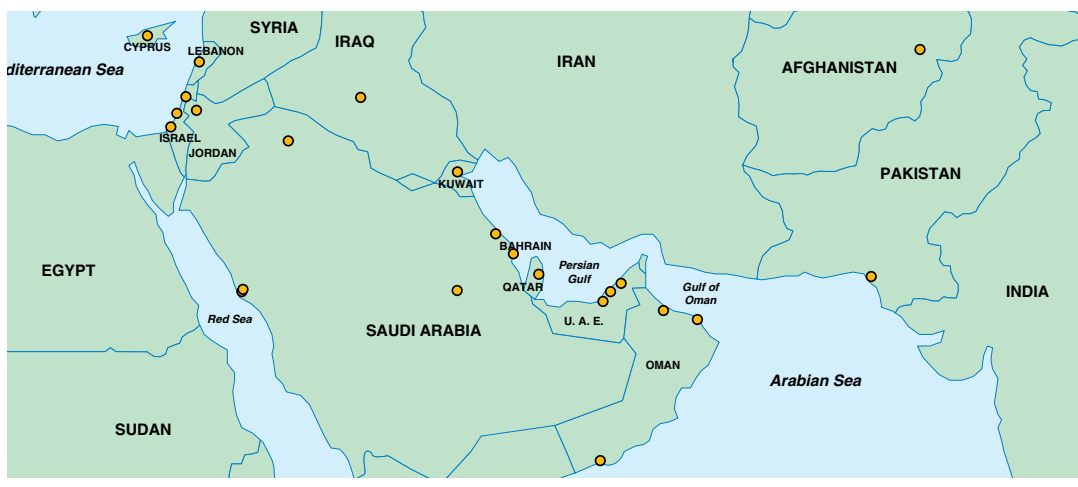 SYRIA
IRAQ
CYPRUS
LEBANON
IRAN
AFGHANISTAN
diterranean Sea
ISRAEL
JORDAN
PAKISTAN
KUWAIT
EGYPT
BAHRAIN
Persian
Gulf
QATAR
Gulf of
Oman
INDIA
Red Sea
SAUDI ARABIA
U. A. E.
OMAN
Arabian Sea
SUDAN